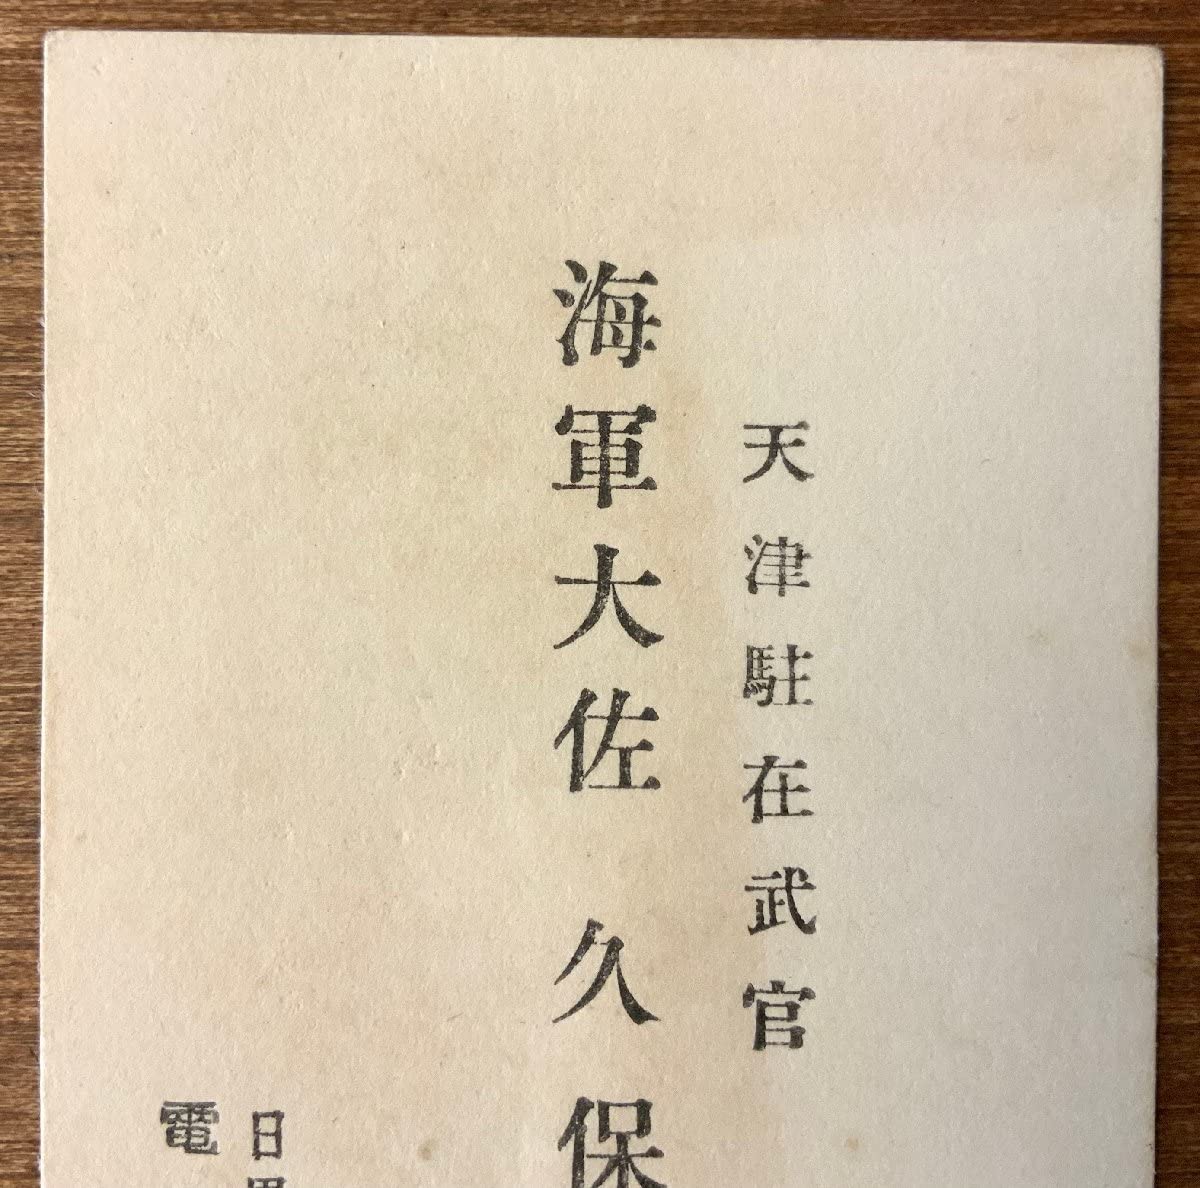 天津駐在武官
海軍大佐 久保
日
電